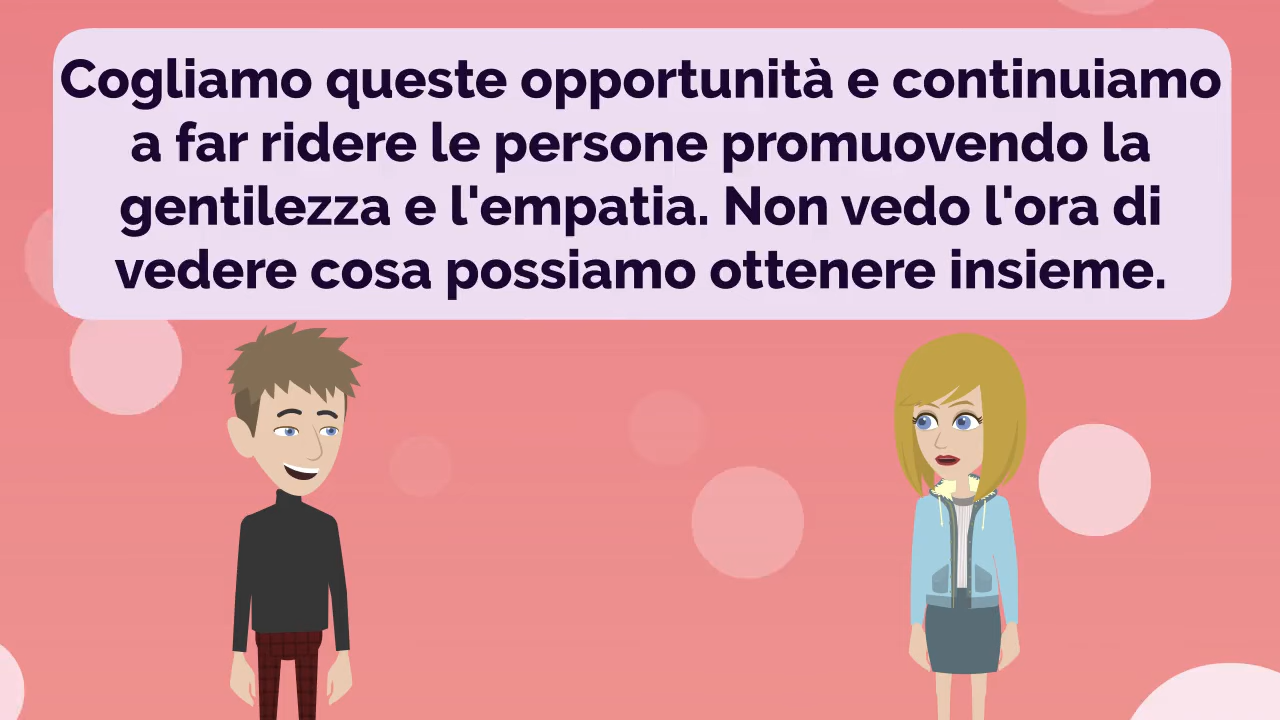 Cogliamo queste opportunità e continuiamo
a far ridere le persone promuovendo la
gentilezza e l'empatia. Non vedo l'ora di
vedere cosa possiamo ottenere insieme.